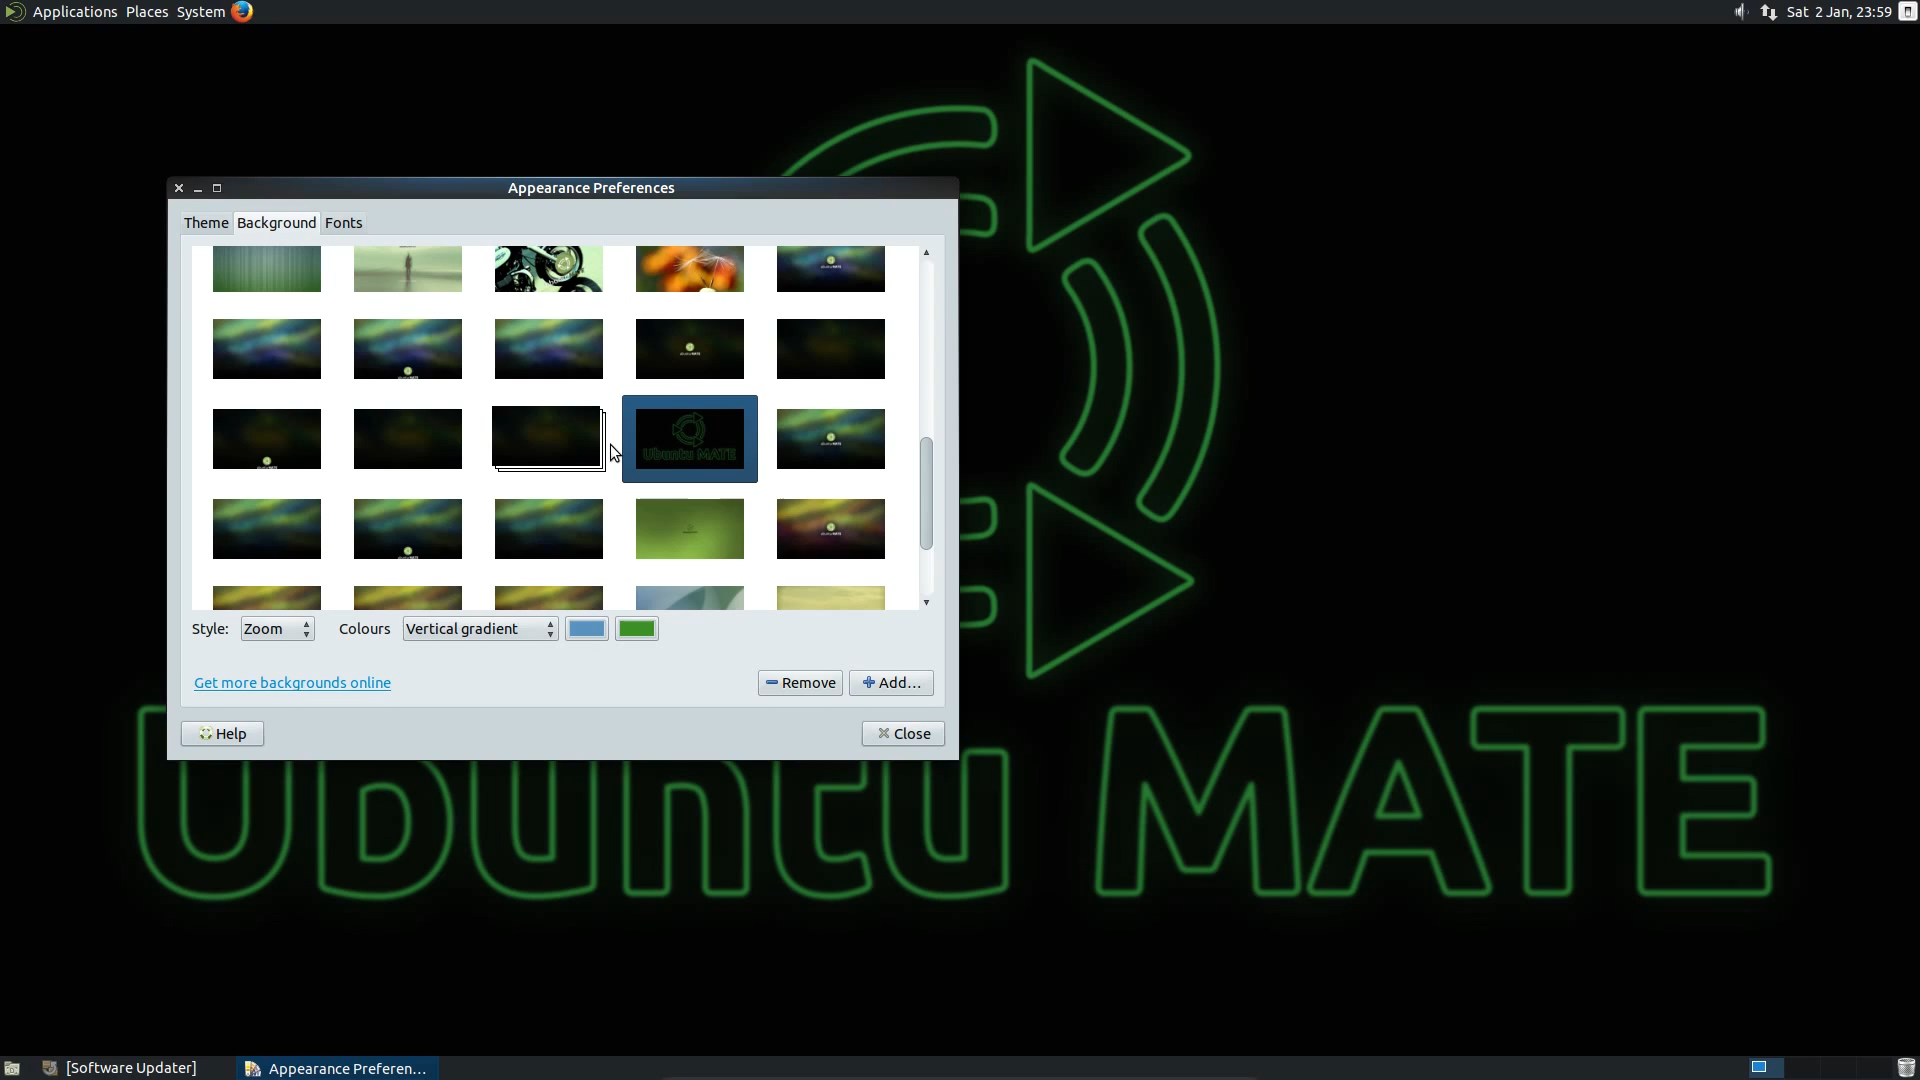 Applications Places System
Sat 2 Jan, 23:59
Appearance Preferences
Theme Background Fonts
Ubuntu MATE
Style: Zoom Colours Vertical gradient
Get more backgrounds online
Remove Add...
Help Close
Ubuntu MATE
[Software Updater] Appearance Preferen...